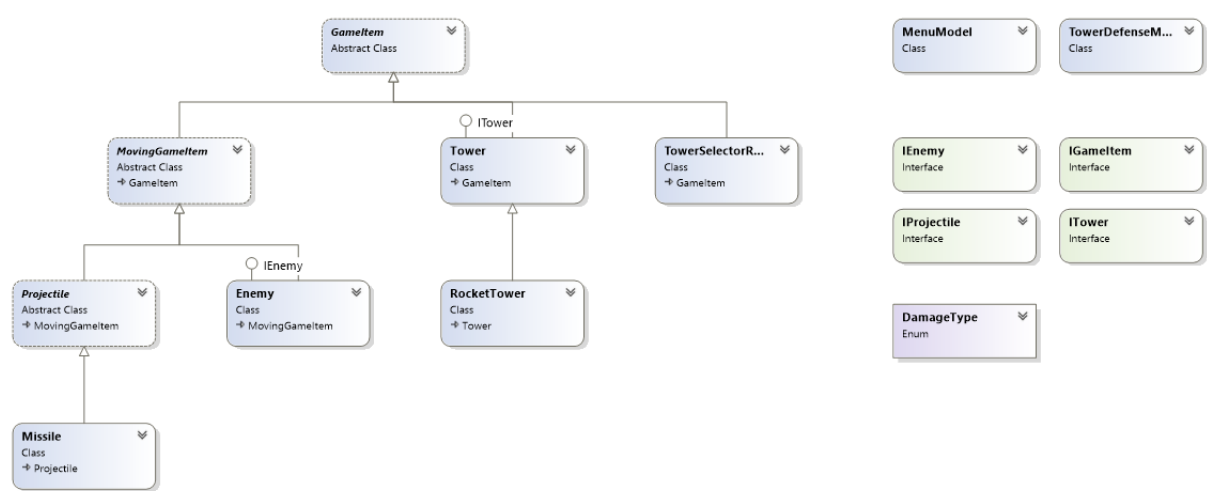 GameItem
Abstract Class
MenuModel
Class
TowerDefenseM...
Class
ITower
MovingGameItem
Abstract Class
GameItem
Tower
Class
GameItem
TowerSelectorR...
Class
GameItem
IEnemy
Interface
IGameItem
Interface
IProjectile
Interface
ITower
Interface
IEnemy
Projectile
Abstract Class
MovingGameItem
Enemy
Class
MovingGameItem
RocketTower
Class
Tower
DamageType
Enum
Missile
Class
Projectile